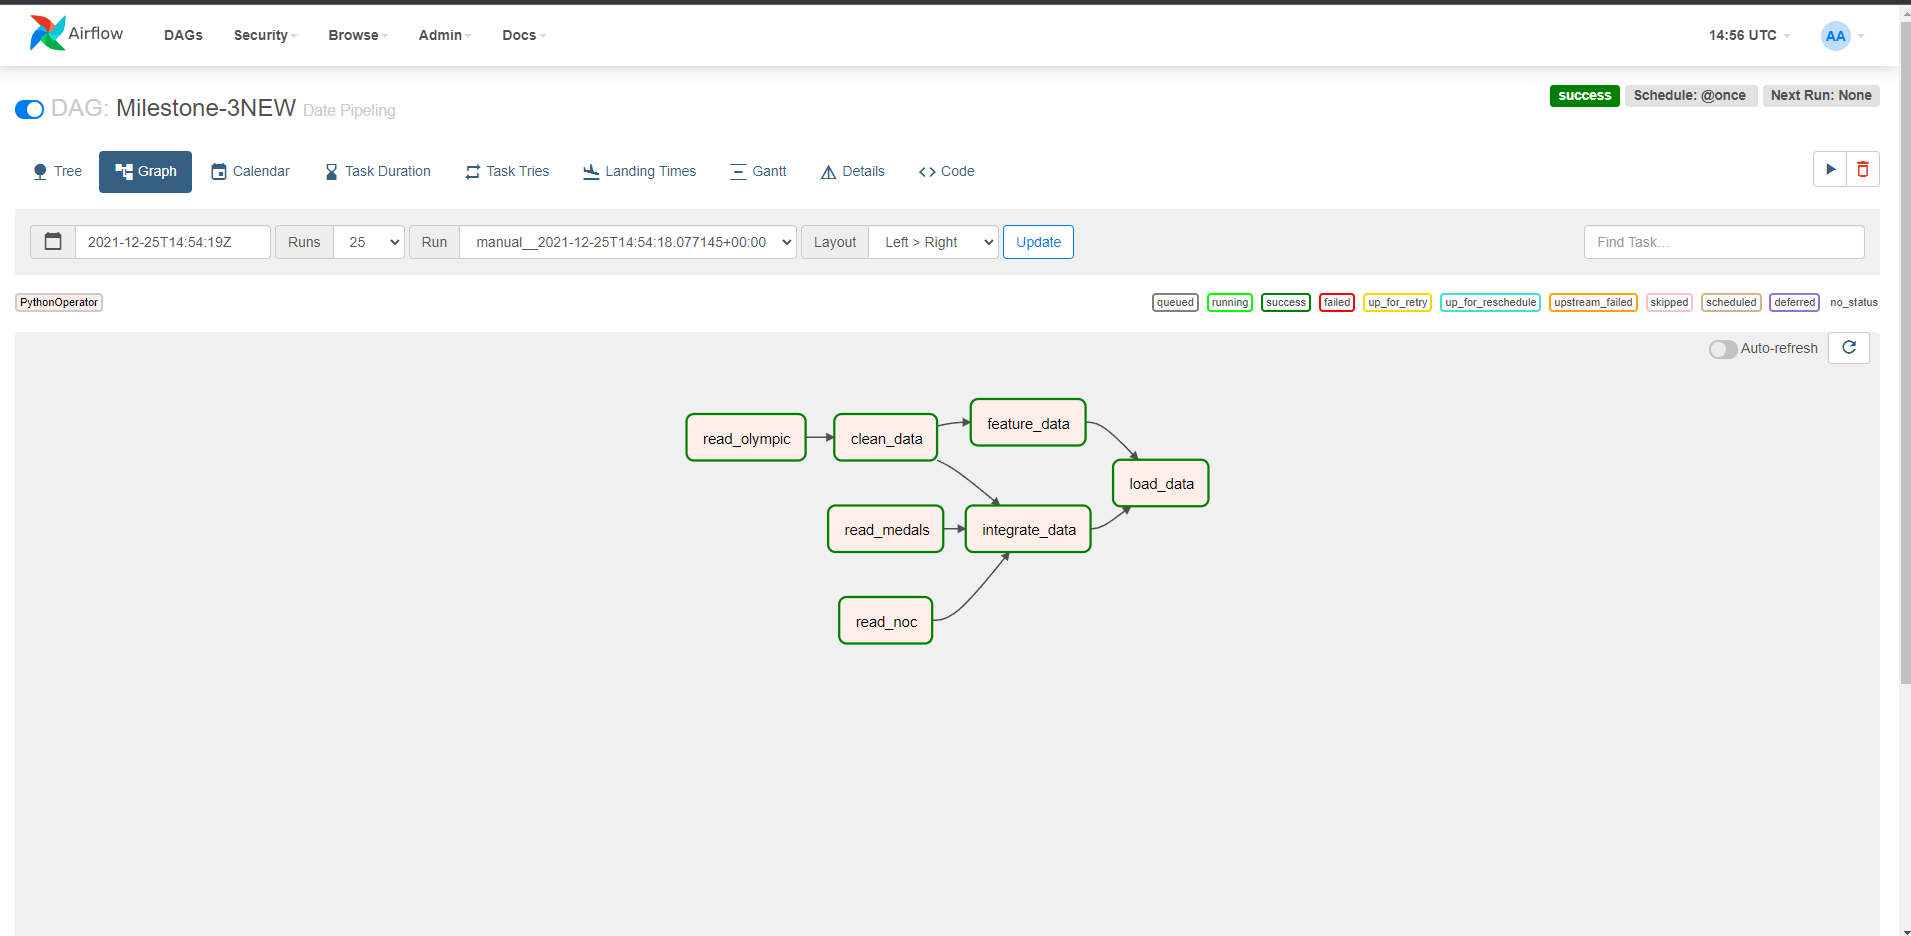 Airflow DAGs Security Browse Admin Docs 14:56 UTC AA
DAG: Milestone-3NEW Date Pipeling success Schedule: @once Next Run: None
Tree Graph Calendar Task Duration Task Tries Landing Times Gantt Details Code
2021-12-25T14:54:19Z Runs 25 Run manual__2021-12-25T14:54:18.077145+00:00 Layout Left > Right Update Find Task...
PythonOperator queued running success failed up_for_retry up_for_reschedule upstream_failed skipped scheduled deferred no_status
Auto-refresh
feature_data
read_olympic clean_data
load_data
read_medals integrate_data
read_noc